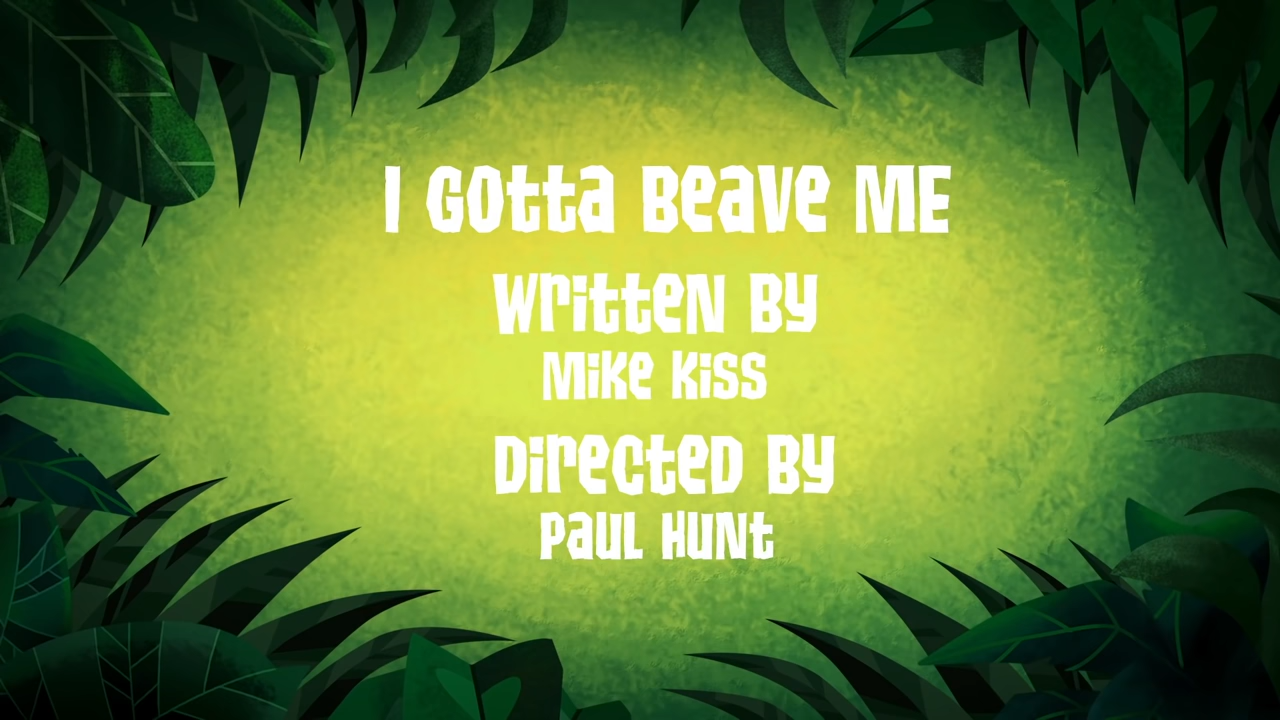 I Gotta Beave Me
Written By
Mike Kiss
Directed By
Paul Hunt